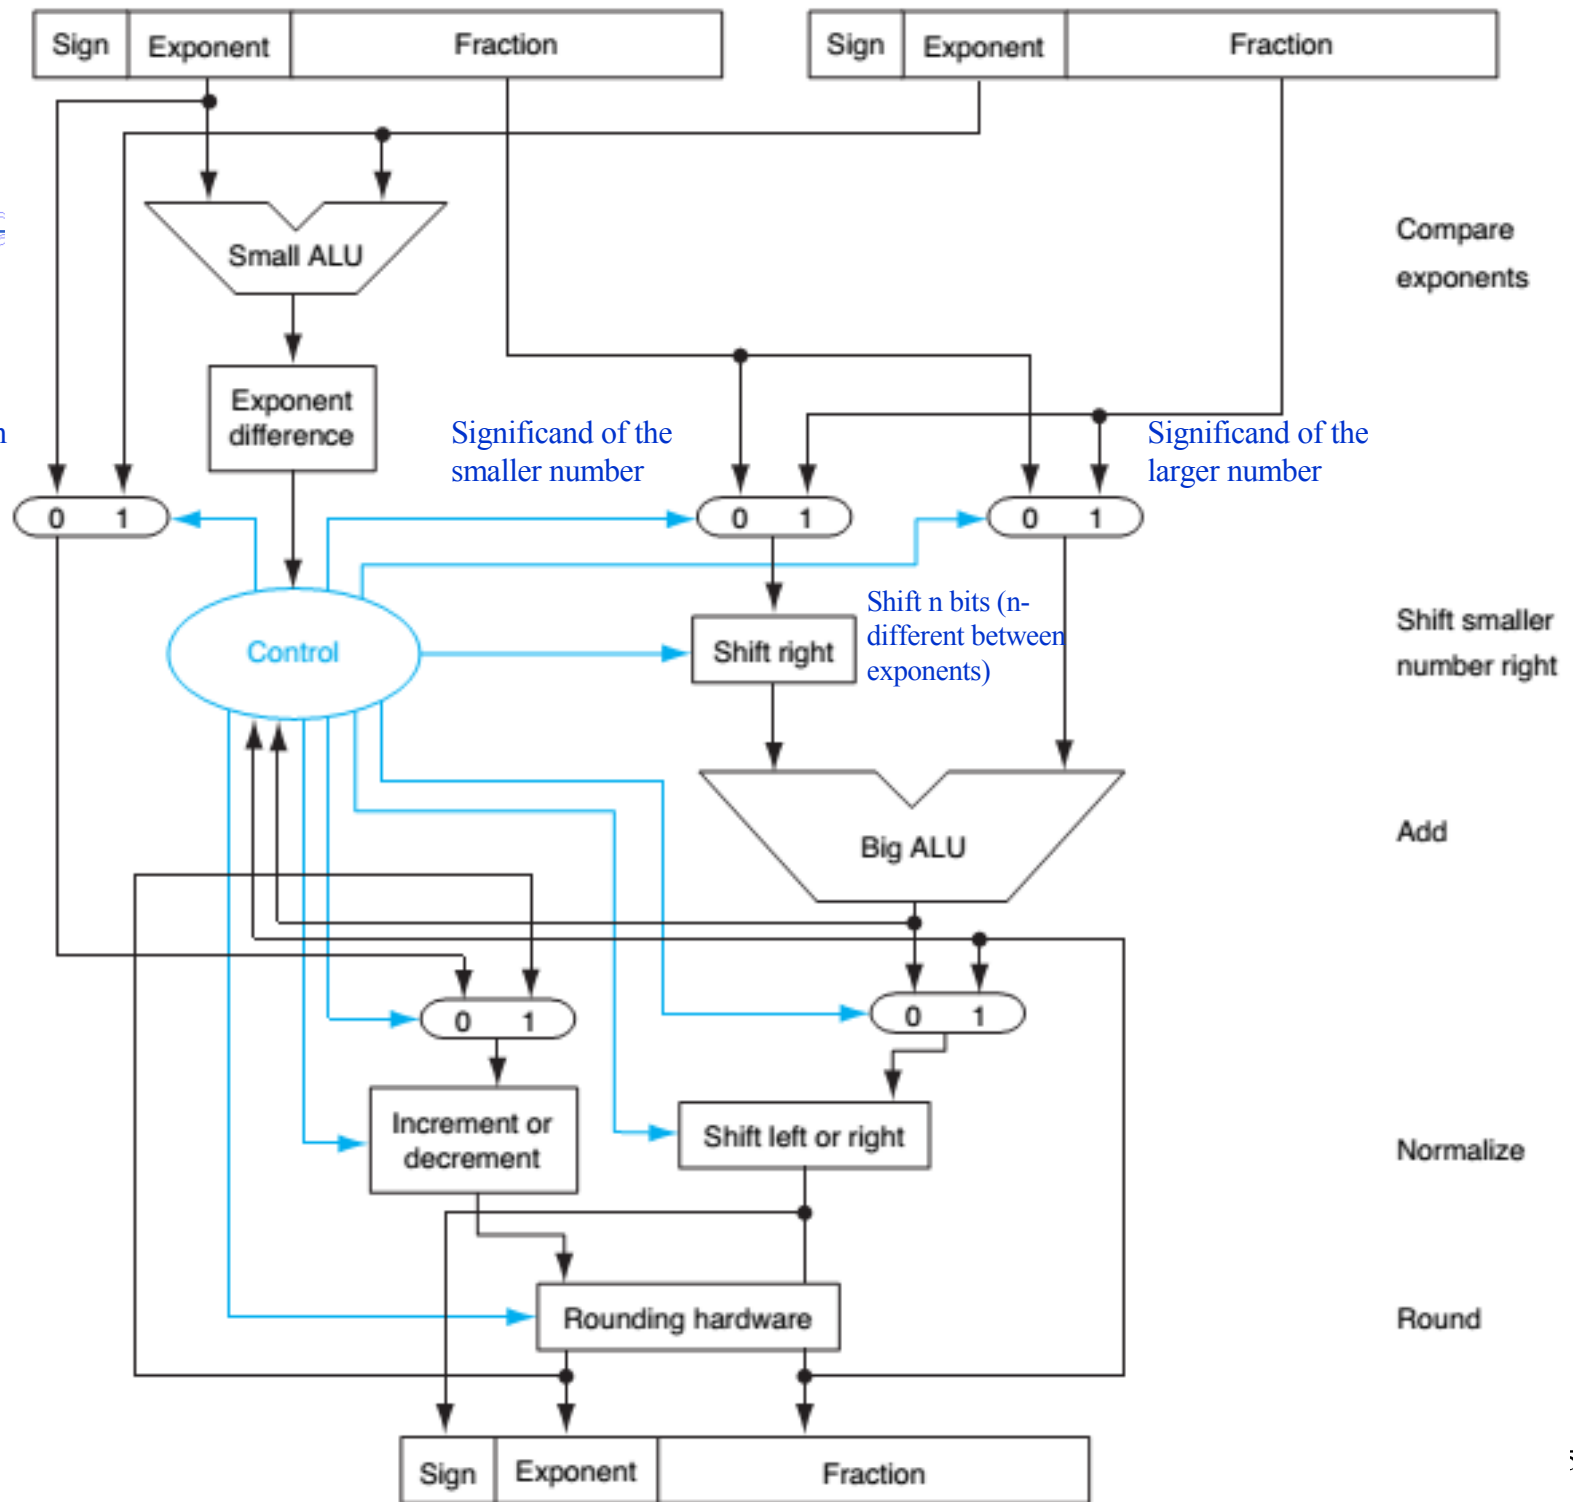 Sign Exponent Fraction Sign Exponent Fraction
Small ALU
Compare
exponents
Exponent
difference
Significand of the
smaller number
Significand of the
larger number
0 1
0 1
0 1
Control
Shift right
Shift n bits (n-
different between
exponents)
Shift smaller
number right
Big ALU
Add
0 1
0 1
Increment or
decrement
Shift left or right
Normalize
Rounding hardware
Round
Sign Exponent Fraction